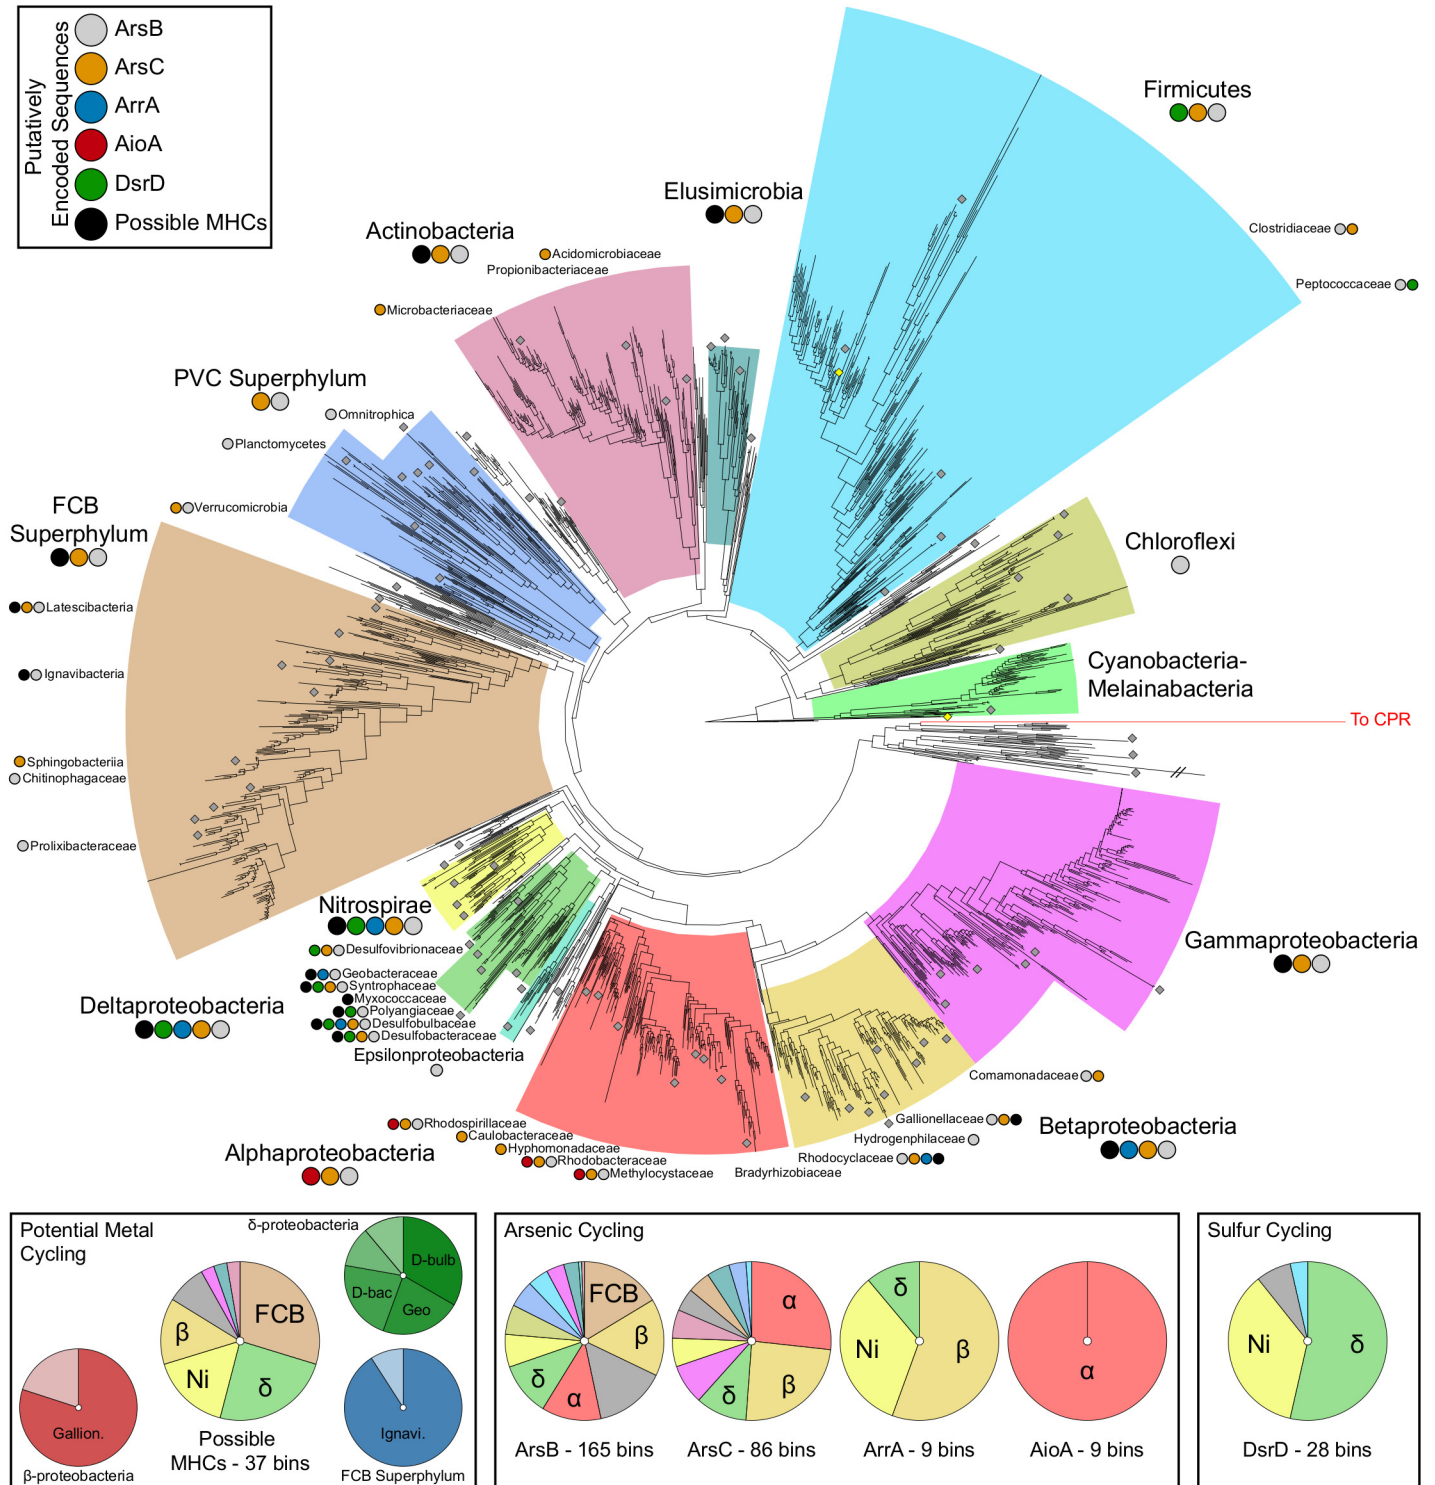 Putatively
Encoded Sequences
ArsB
ArsC
ArrA
AioA
DsrD
Possible MHCs
Firmicutes
Clostridiaceae
Peptococcaceae
Elusimicrobia
Actinobacteria
Acidomicrobiaceae
Propionibacteriaceae
Microbacteriaceae
PVC Superphylum
Omnitrophica
Planctomycetes
Verrucomicrobia
FCB
Superphylum
Latescibacteria
Ignavibacteria
Sphingobacteriia
Chitinophagaceae
Prolixibacteraceae
Chloroflexi
Cyanobacteria-
Melainabacteria
To CPR
Gammaproteobacteria
Nitrospirae
Desulfovibrionaceae
Geobacteraceae
Syntrophaceae
Myxococcaceae
Polyangiaceae
Desulfobulbaceae
Desulfobacteraceae
Deltaproteobacteria
Epsilonproteobacteria
Comamonadaceae
Gallionellaceae
Hydrogenphilaceae
Rhodocyclaceae
Betaproteobacteria
Rhodospirillaceae
Caulobacteraceae
Hyphomonadaceae
Rhodobacteraceae
Methylocystaceae
Bradyrhizobiaceae
Alphaproteobacteria
Potential Metal
Cycling
δ-proteobacteria
D-bulb
D-bac
Geo
FCB
β
Ni
δ
Gallion.
Ignavi.
Possible
MHCs - 37 bins
β-proteobacteria
FCB Superphylum
Arsenic Cycling
FCB
β
δ
α
α
δ
β
δ
Ni
β
α
ArsB - 165 bins
ArsC - 86 bins
ArrA - 9 bins
AioA - 9 bins
Sulfur Cycling
Ni
δ
DsrD - 28 bins